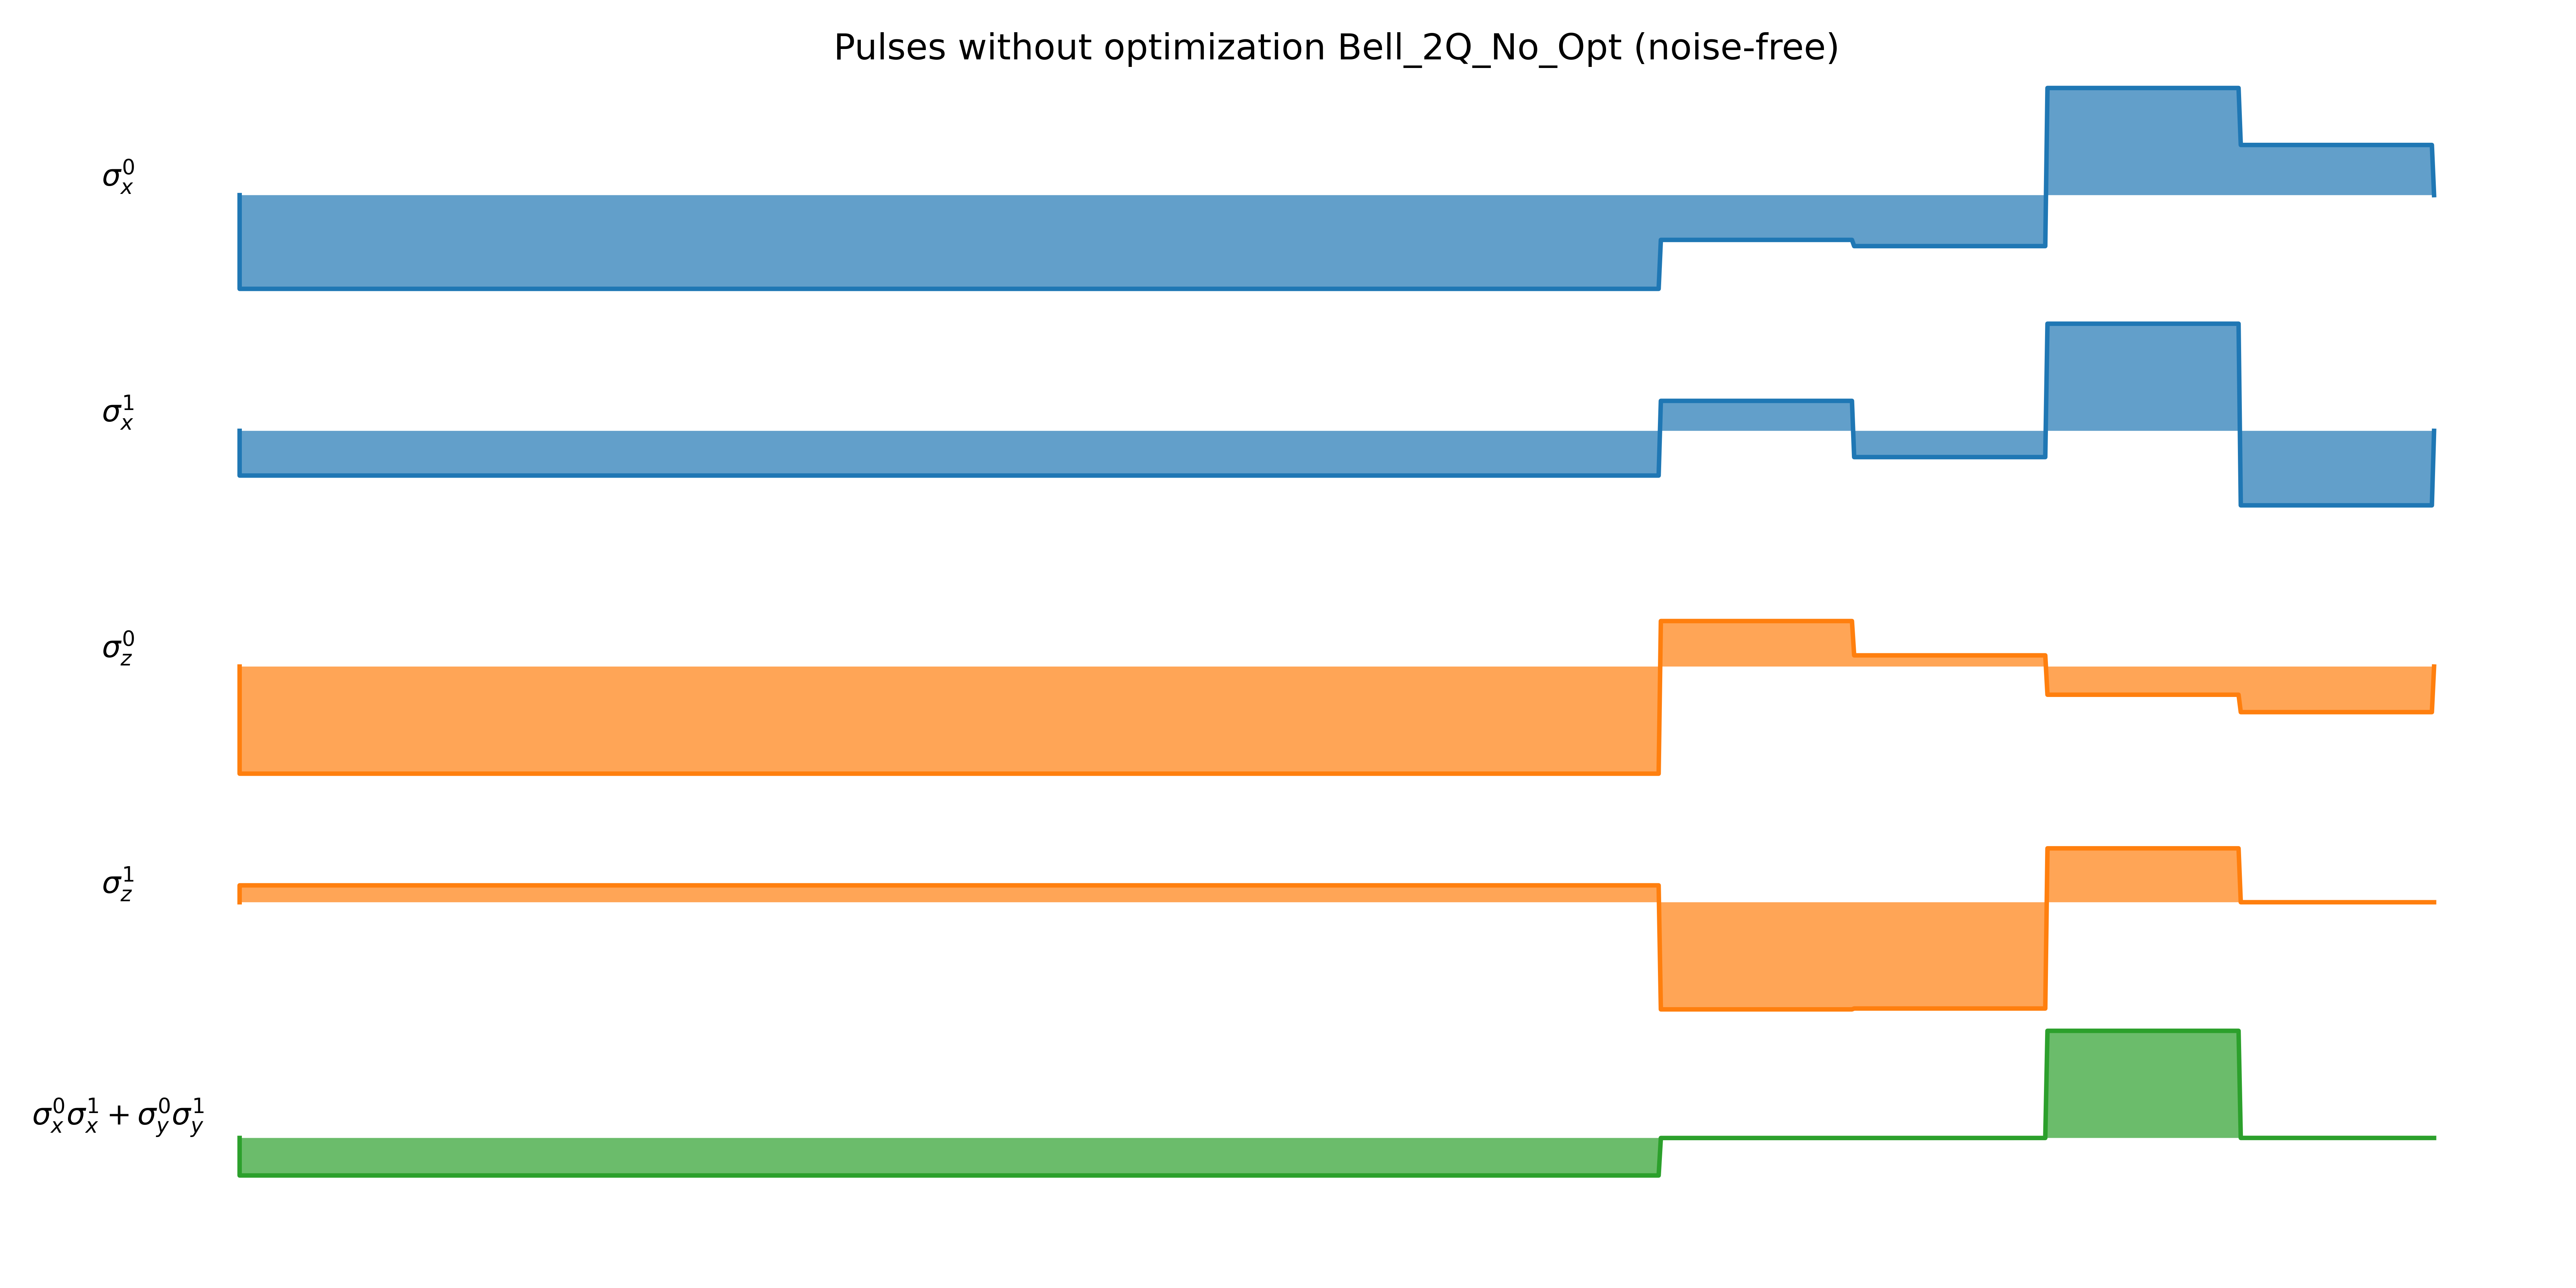 Pulses without optimization Bell_2Q_No_Opt (noise-free)
σ_x^0
σ_x^1
σ_z^0
σ_z^1
σ_x^0σ_x^1 + σ_y^0σ_y^1